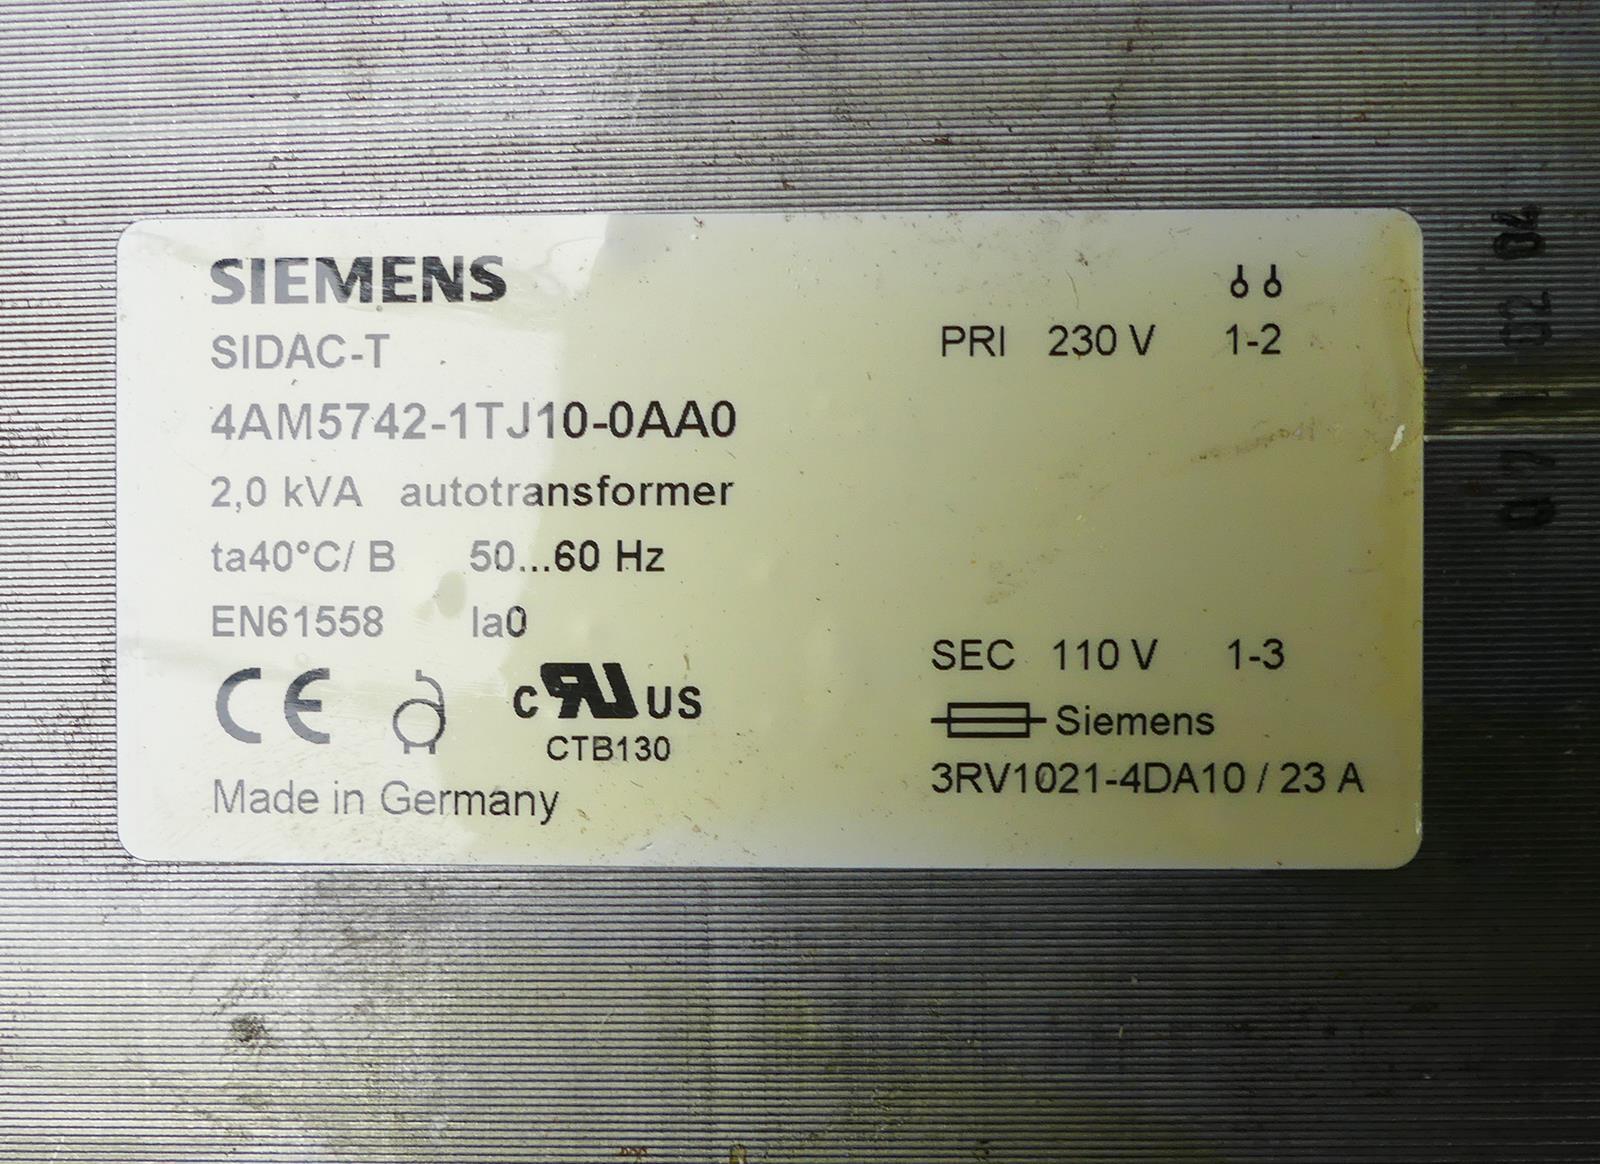 SIEMENS
SIDAC-T
4AM5742-1TJ10-0AA0
2,0 kVA autotransformer
ta40°C/ B 50...60 Hz
EN61558 Ia0
CE
c RU US
CTB130
Made in Germany
PRI 230 V 1-2
SEC 110 V 1-3
Siemens
3RV1021-4DA10 / 23 A